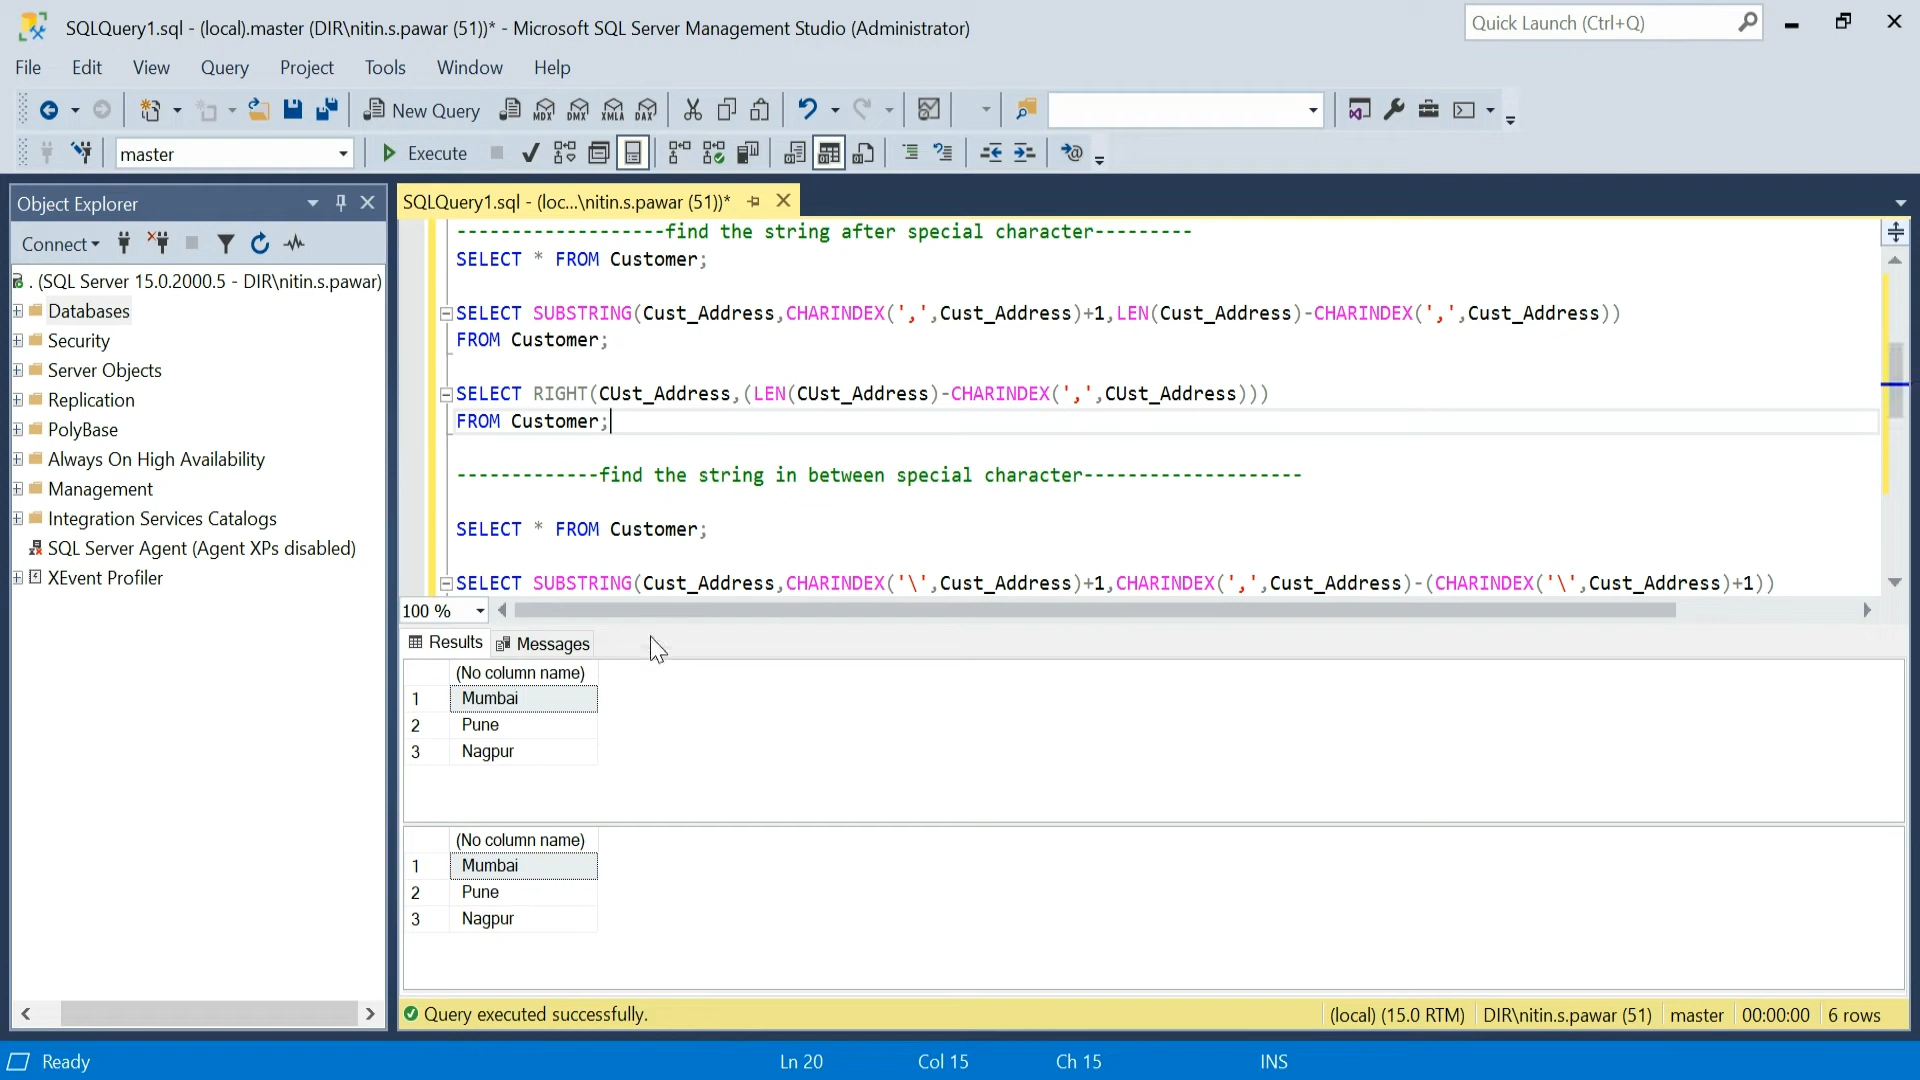 SQLQuery1.sql - (local).master (DIR\nitin.s.pawar (51))* - Microsoft SQL Server Management Studio (Administrator)
Quick Launch (Ctrl+Q)
File Edit View Query Project Tools Window Help
New Query MDX DMX XMLA DAX
master Execute
Object Explorer
SQLQuery1.sql - (loc...\nitin.s.pawar (51))*
Connect
. (SQL Server 15.0.2000.5 - DIR\nitin.s.pawar)
Databases
Security
Server Objects
Replication
PolyBase
Always On High Availability
Management
Integration Services Catalogs
SQL Server Agent (Agent XPs disabled)
XEvent Profiler
-------------------find the string after special character---------
SELECT * FROM Customer;
SELECT SUBSTRING(Cust_Address,CHARINDEX(',',Cust_Address)+1,LEN(Cust_Address)-CHARINDEX(',',Cust_Address))
FROM Customer;
SELECT RIGHT(CUst_Address,(LEN(CUst_Address)-CHARINDEX(',',CUst_Address)))
FROM Customer;
-------------find the string in between special character--------------------
SELECT * FROM Customer;
SELECT SUBSTRING(Cust_Address,CHARINDEX('\',Cust_Address)+1,CHARINDEX(',',Cust_Address)-(CHARINDEX('\',Cust_Address)+1))
100 %
Results Messages
(No column name)
1 Mumbai
2 Pune
3 Nagpur
(No column name)
1 Mumbai
2 Pune
3 Nagpur
Query executed successfully. (local) (15.0 RTM) DIR\nitin.s.pawar (51) master 00:00:00 6 rows
Ready Ln 20 Col 15 Ch 15 INS